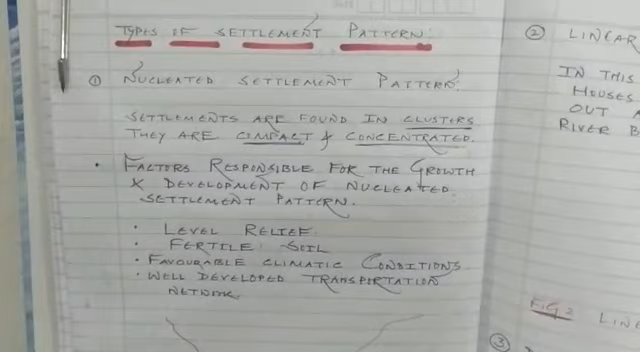 TYPES OF SETTLEMENT PATTERN:
① NUCLEATED SETTLEMENT PATTERN:
SETTLEMENTS ARE FOUND IN CLUSTERS
THEY ARE COMPACT & CONCENTRATED.
• FACTORS RESPONSIBLE FOR THE GROWTH
& DEVELOPMENT OF NUCLEATED
SETTLEMENT PATTERN.
• LEVEL RELIEF
• FERTILE SOIL
• FAVOURABLE CLIMATIC CONDITIONS
• WELL DEVELOPED TRANSPORTATION
NETWORK.
② LINEAR
IN THIS
HOUSES
OUT A
RIVER B
FIG 2 LINE
③